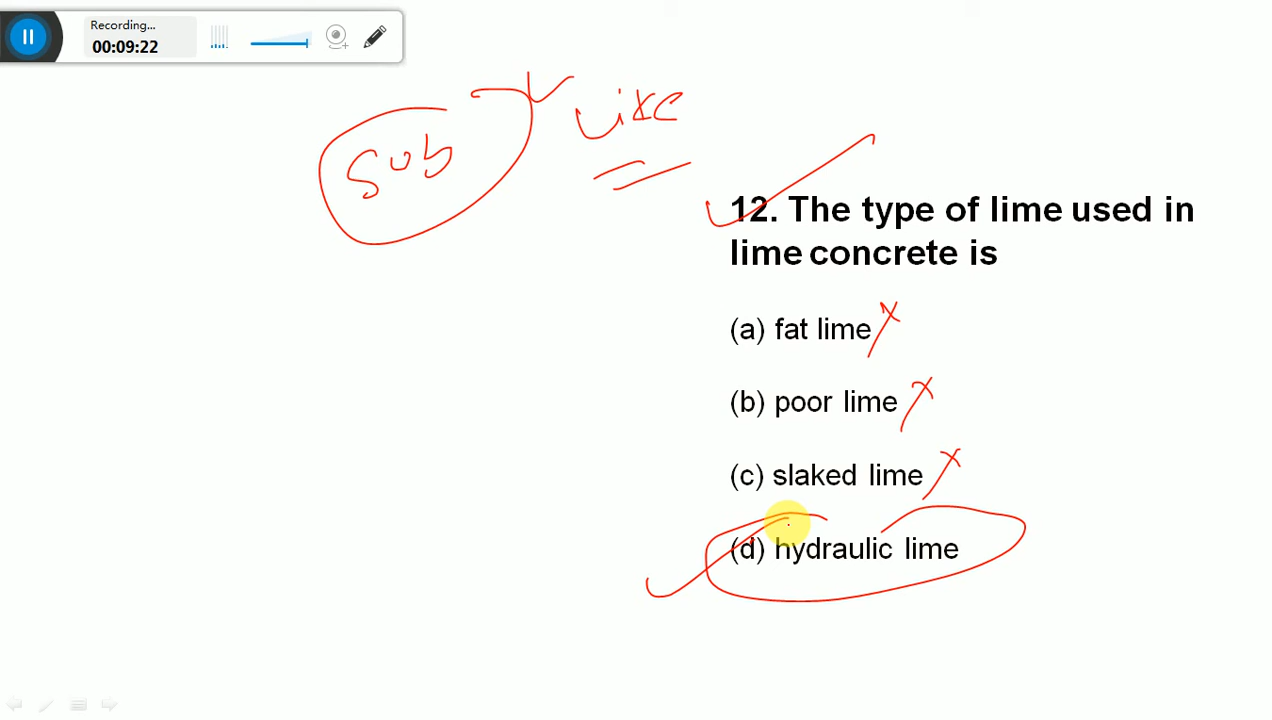 Recording...
00:09:22
Sub
Like
12. The type of lime used in
lime concrete is
(a) fat lime
(b) poor lime
(c) slaked lime
(d) hydraulic lime